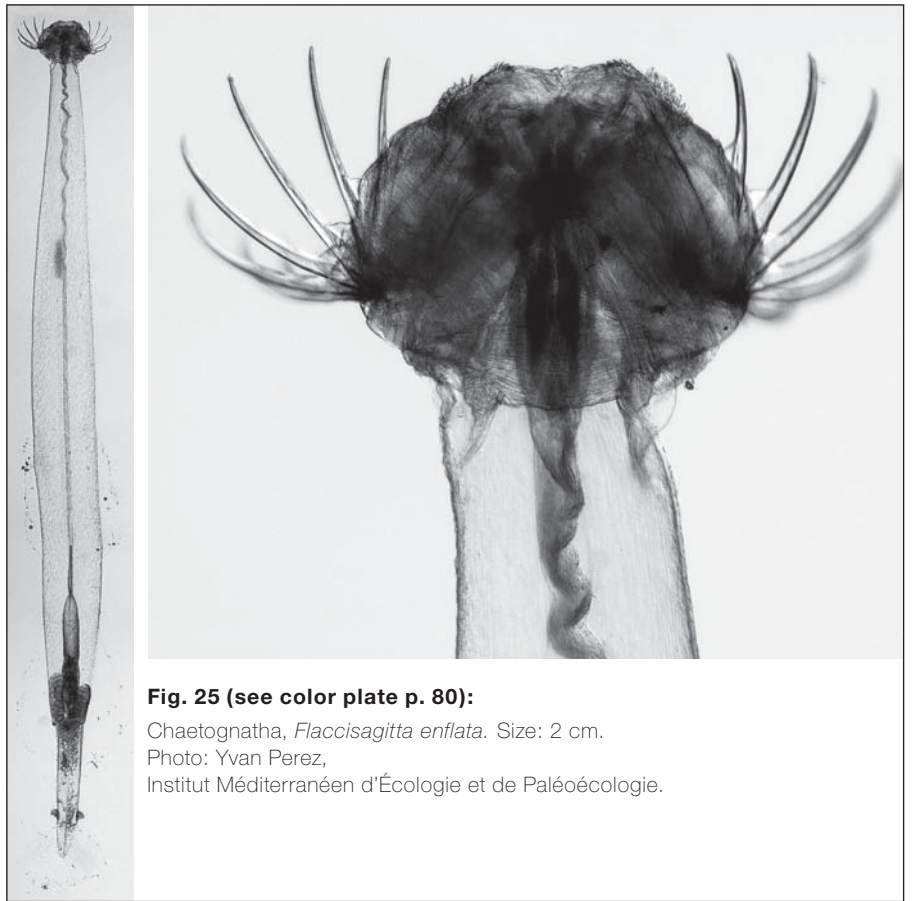 Fig. 25 (see color plate p. 80):
Chaetognatha, Flaccisagitta enflata. Size: 2 cm.
Photo: Yvan Perez,
Institut Méditerranéen d'Écologie et de Paléoécologie.